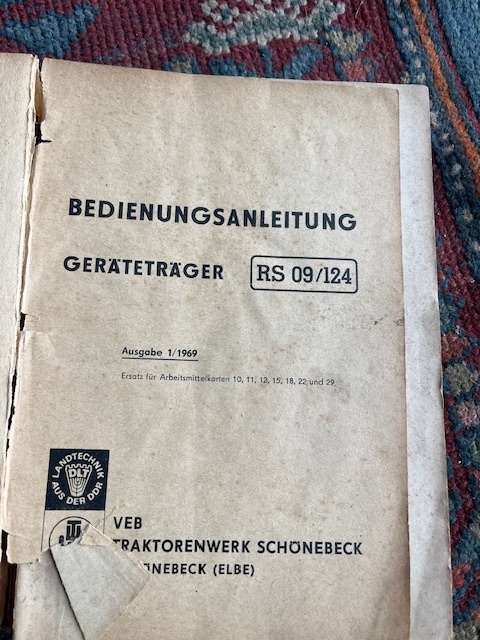 BEDIENUNGSANLEITUNG
GERÄTETRÄGER RS 09/124
Ausgabe 1/1969
Ersatz für Arbeitsmittelkarten 10, 11, 12, 15, 18, 22 und 29
LANDTECHNIK
DLT
AUS DER DDR
VEB
TRAKTORENWERK SCHÖNEBECK
ÖNEBECK (ELBE)